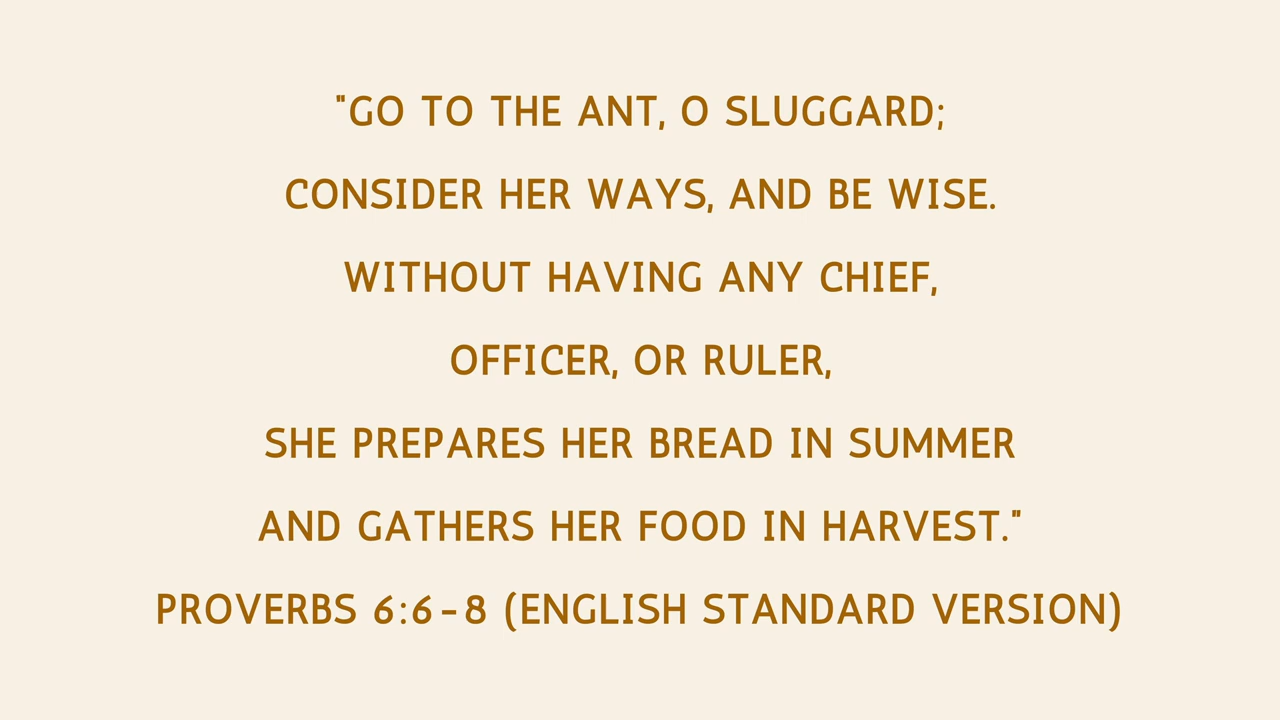 "GO TO THE ANT, O SLUGGARD;
CONSIDER HER WAYS, AND BE WISE.
WITHOUT HAVING ANY CHIEF,
OFFICER, OR RULER,
SHE PREPARES HER BREAD IN SUMMER
AND GATHERS HER FOOD IN HARVEST."
PROVERBS 6:6-8 (ENGLISH STANDARD VERSION)